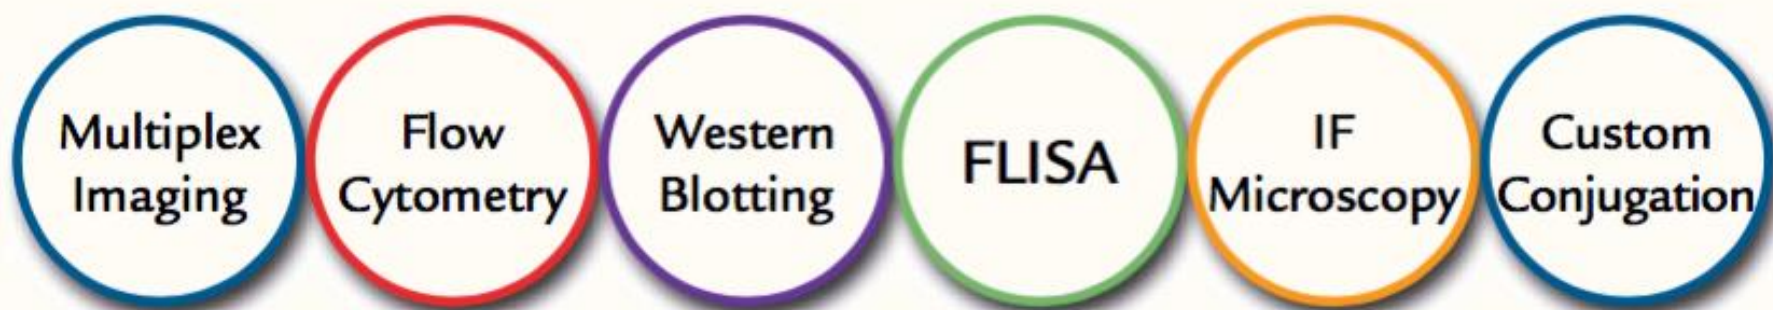 Multiplex
Imaging
Flow
Cytometry
Western
Blotting
FLISA
IF
Microscopy
Custom
Conjugation